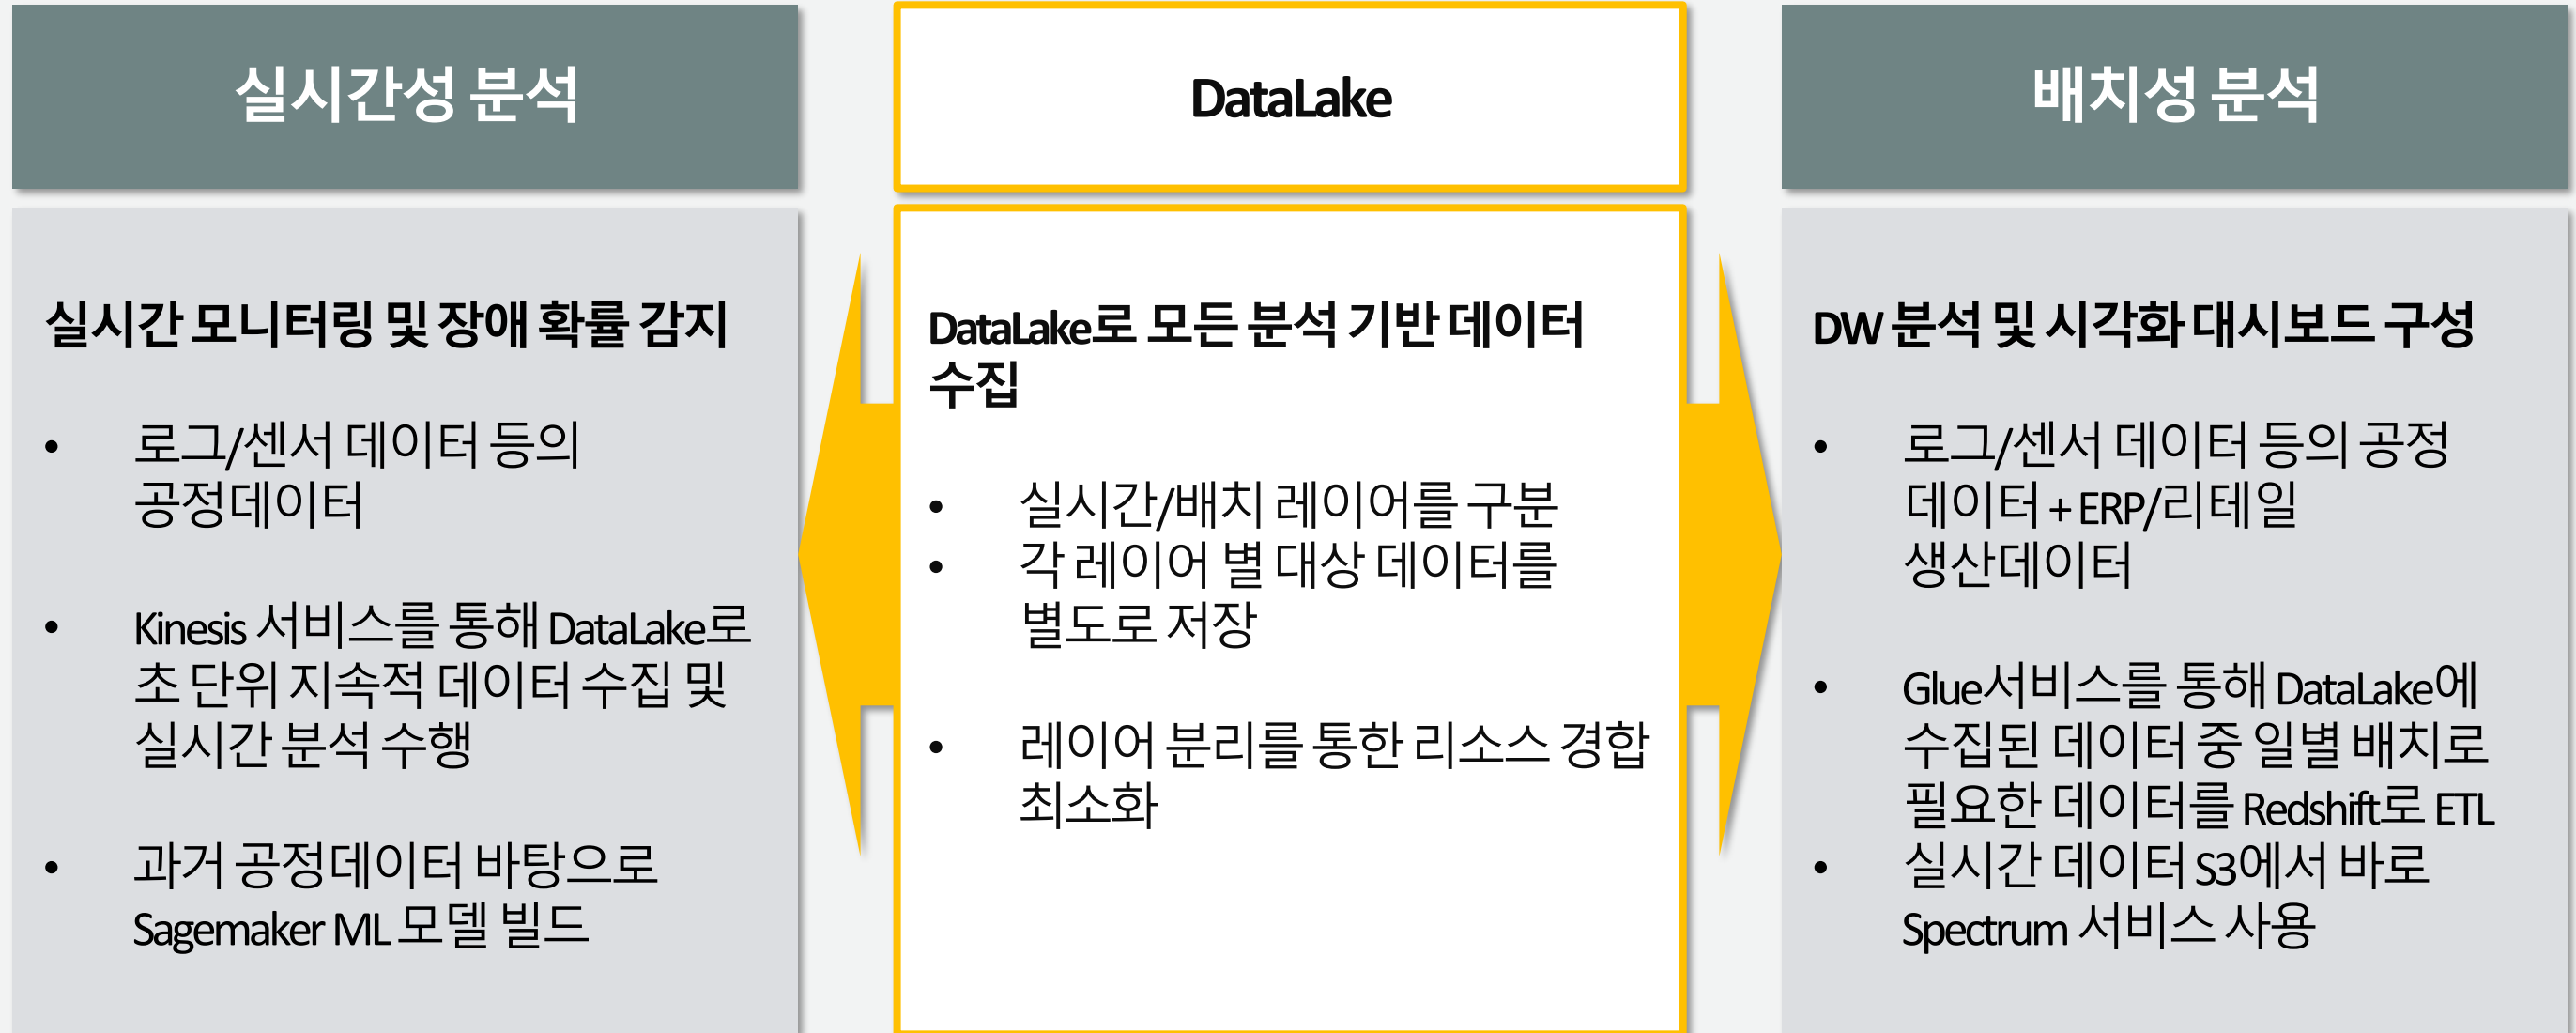 실시간성 분석
실시간 모니터링 및 장애 확률 감지
• 로그/센서 데이터 등의
공정데이터
• Kinesis 서비스를 통해 DataLake로
초 단위 지속적 데이터 수집 및
실시간 분석 수행
• 과거 공정데이터 바탕으로
Sagemaker ML 모델 빌드
DataLake
DataLake로 모든 분석 기반 데이터
수집
• 실시간/배치 레이어를 구분
• 각 레이어 별 대상 데이터를
별도로 저장
• 레이어 분리를 통한 리소스 경합
최소화
배치성 분석
DW 분석 및 시각화 대시보드 구성
• 로그/센서 데이터 등의 공정
데이터 + ERP/리테일
생산데이터
• Glue서비스를 통해 DataLake에
수집된 데이터 중 일별 배치로
필요한 데이터를 Redshift로 ETL
• 실시간 데이터 S3에서 바로
Spectrum 서비스 사용